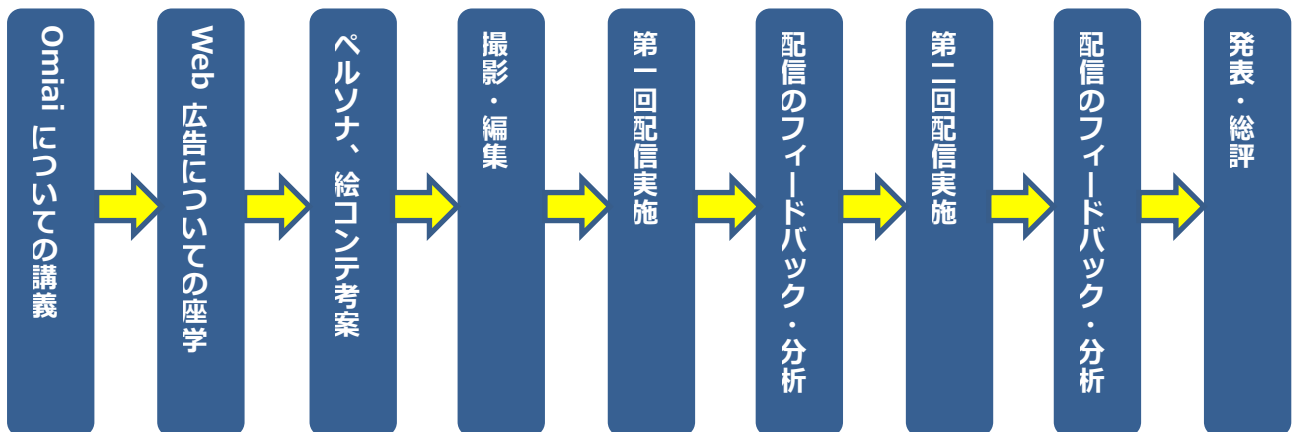 Omiai についての講義
Web 広告についての座学
ペルソナ、絵コンテ考案
撮影・編集
第一回配信実施
配信のフィードバック・分析
第二回配信実施
配信のフィードバック・分析
発表・総評